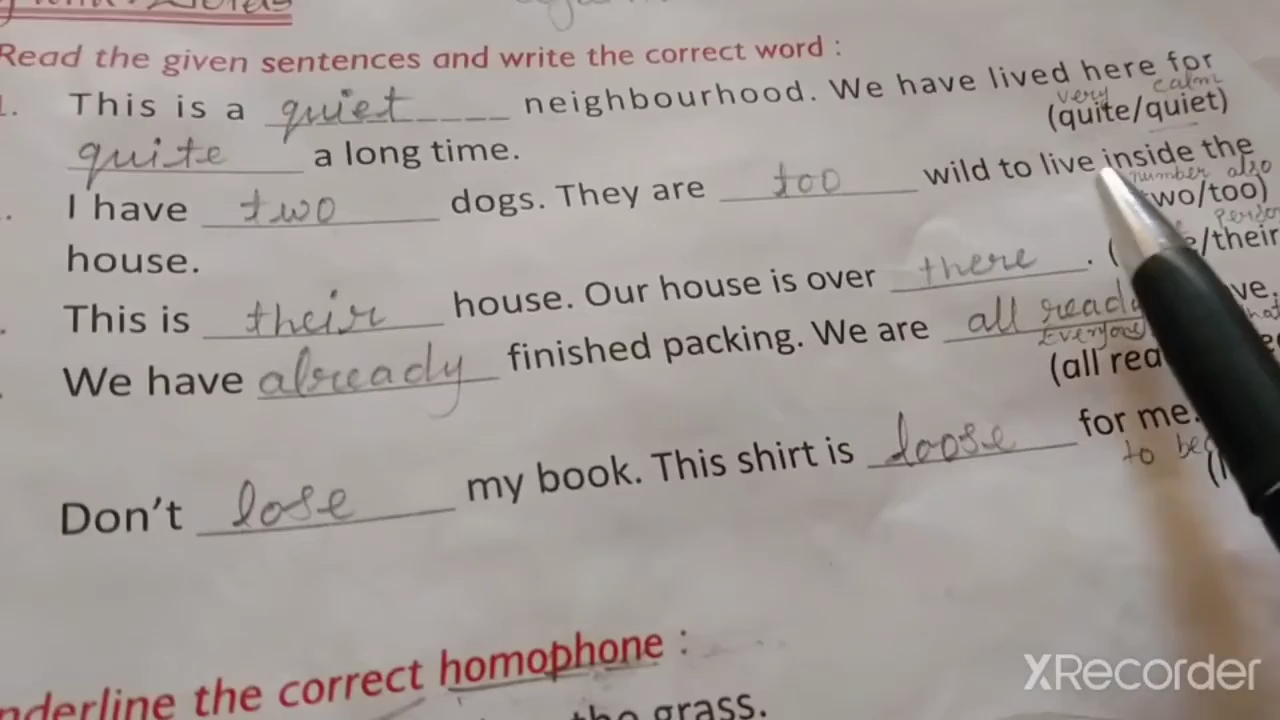 Read the given sentences and write the correct word :
This is a quiet neighbourhood. We have lived here for
very calm
(quite/quiet)
quite a long time.
I have two dogs. They are too wild to live inside the
number also
two/too)
house.
This is their house. Our house is over there . ( /their
We have already finished packing. We are all ready
Everyone
(all rea
Don't lose my book. This shirt is loose for me.
to be
nderline the correct homophone :
the grass.
XRecorder